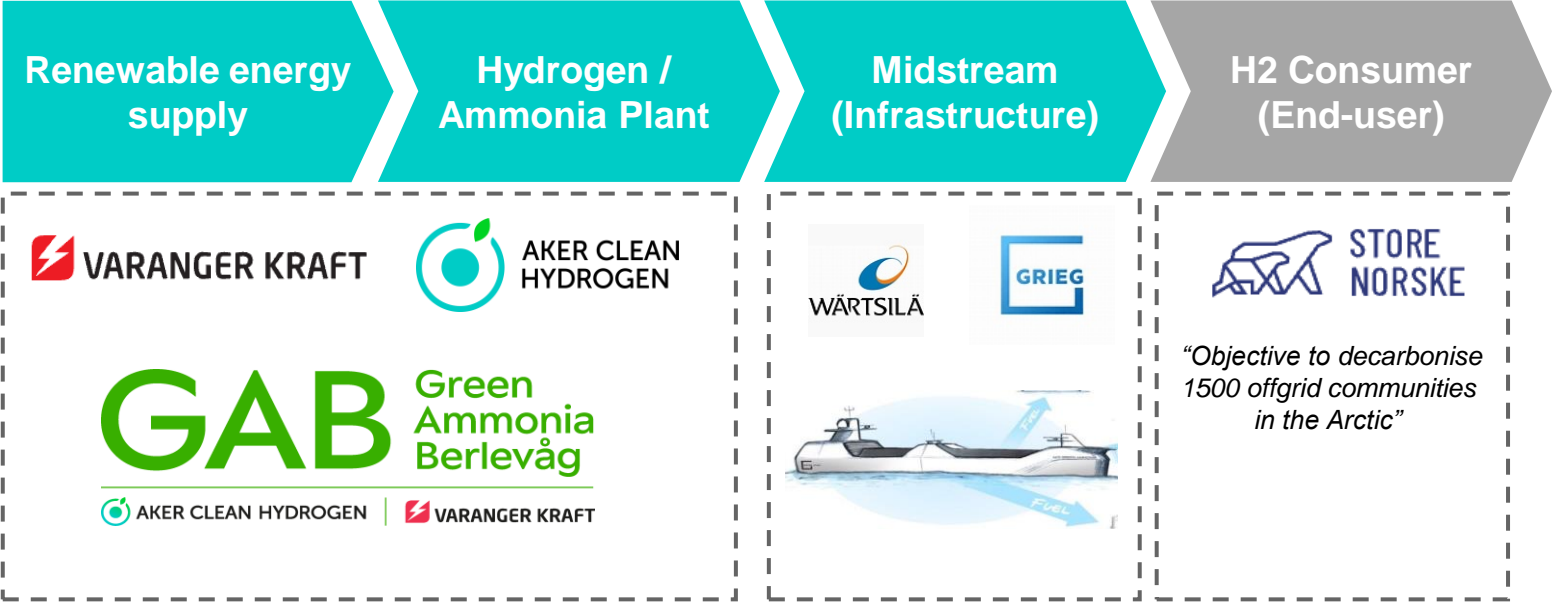 Renewable energy
supply
Hydrogen /
Ammonia Plant
Midstream
(Infrastructure)
H2 Consumer
(End-user)
VARANGER KRAFT
AKER CLEAN
HYDROGEN
GAB
Green
Ammonia
Berlevåg
AKER CLEAN HYDROGEN
VARANGER KRAFT
WÄRTSILÄ
GRIEG
FUEL
G
FUEL
STORE
NORSKE
“Objective to decarbonise
1500 offgrid communities
in the Arctic”